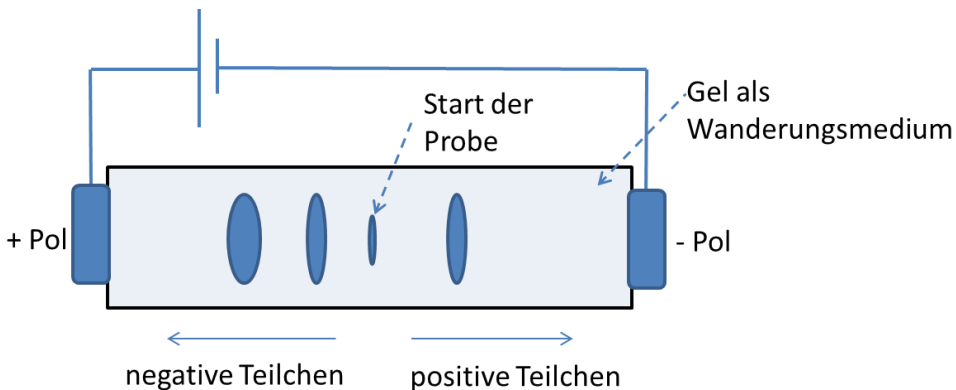 Start der
Probe
Gel als
Wanderungsmedium
+ Pol
- Pol
negative Teilchen
positive Teilchen